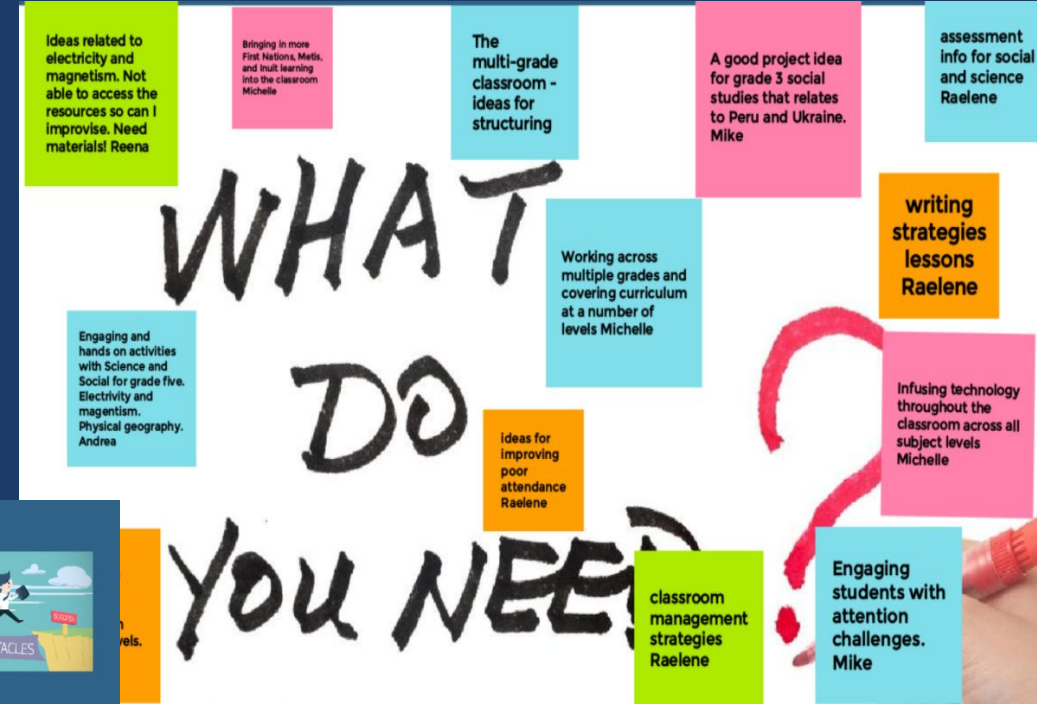 Ideas related to
electricity and
magnetism. Not
able to access the
resources so can I
improvise. Need
materials! Reena
Bringing in more
First Nations, Metis,
and Inuit learning
into the classroom
Michelle
The
multi-grade
classroom -
ideas for
structuring
A good project idea
for grade 3 social
studies that relates
to Peru and Ukraine.
Mike
assessment
info for social
and science
Raelene
WHAT
Working across
multiple grades and
covering curriculum
at a number of
levels Michelle
writing
strategies
lessons
Raelene
Engaging and
hands on activities
with Science and
Social for grade five.
Electrivity and
magentism.
Physical geography.
Andrea
DO
ideas for
improving
poor
attendance
Raelene
?
Infusing technology
throughout the
classroom across all
subject levels
Michelle
YOU NEED
classroom
management
strategies
Raelene
Engaging
students with
attention
challenges.
Mike
SUCCESS
TACLES
vels.